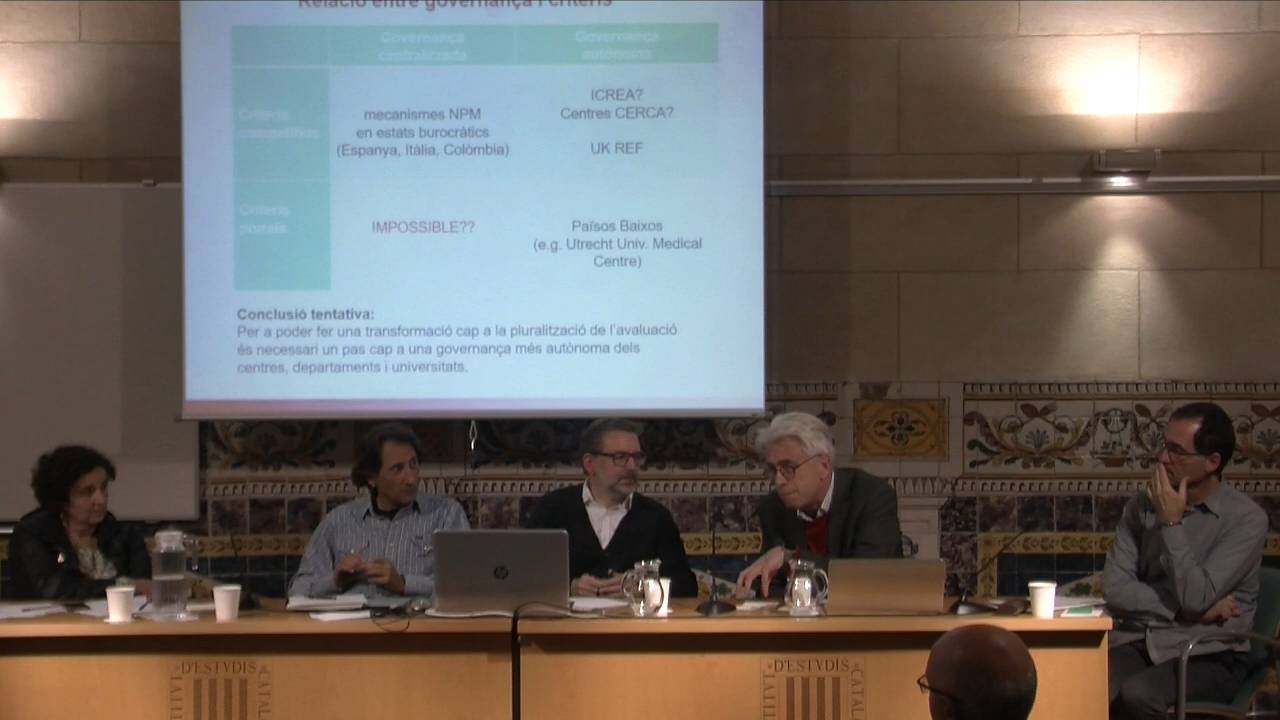 Relació entre governança i criteris
Governança
centralitzada
Governança
autònoma
Criteris
competitius
mecanismes NPM
en estats burocràtics
(Espanya, Itàlia, Colòmbia)
ICREA?
Centres CERCA?
UK REF
Criteris
plurals
IMPOSSIBLE??
Països Baixos
(e.g. Utrecht Univ. Medical
Centre)
Conclusió tentativa:
Per a poder fer una transformació cap a la pluralització de l'avaluació
és necessari un pas cap a una governança més autònoma dels
centres, departaments i universitats.
hp
D'ESTVDIS
CATAL
D'ESTVDIS